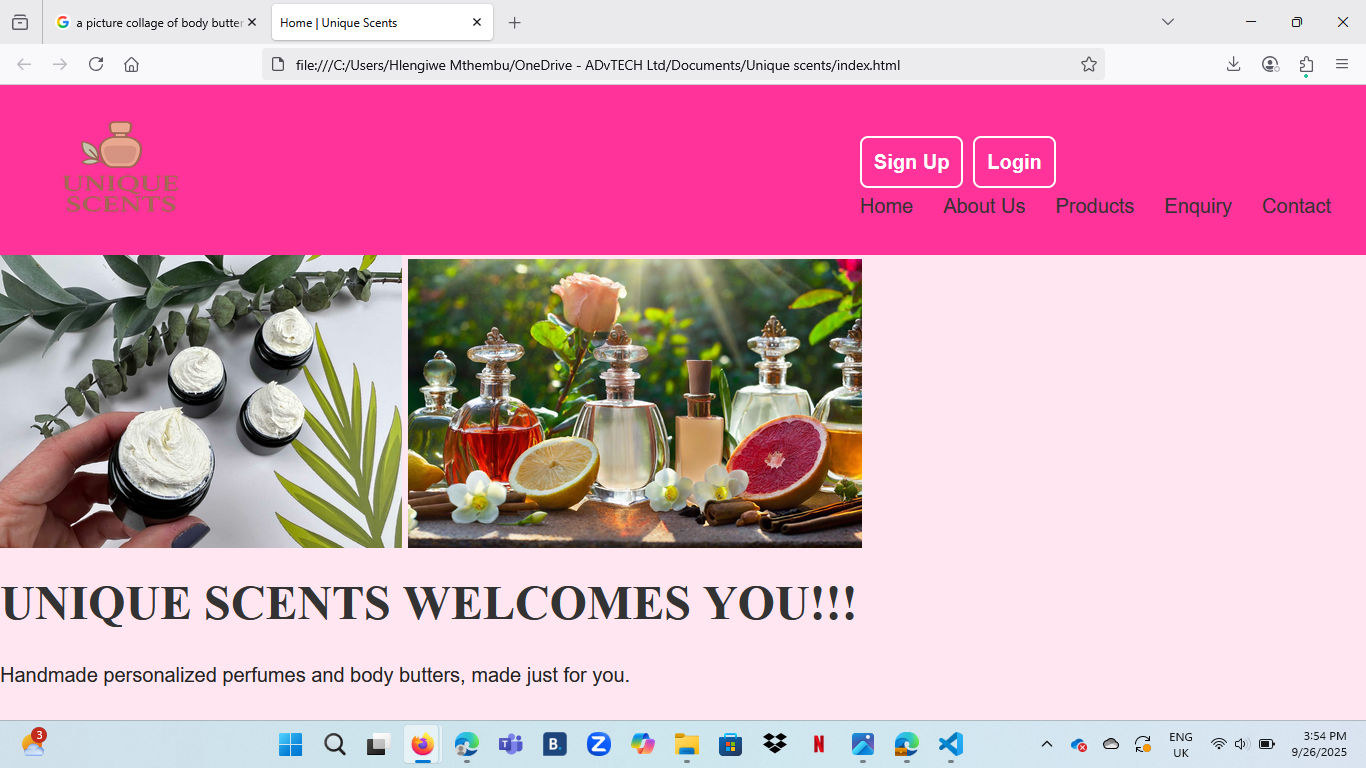 a picture collage of body butter
Home | Unique Scents
file:///C:/Users/Hlengiwe Mthembu/OneDrive - ADvTECH Ltd/Documents/Unique scents/index.html
UNIQUE
SCENTS
Sign Up
Login
Home
About Us
Products
Enquiry
Contact
UNIQUE SCENTS WELCOMES YOU!!!
Handmade personalized perfumes and body butters, made just for you.
3
B.
Z
N
ENG
UK
3:54 PM
9/26/2025